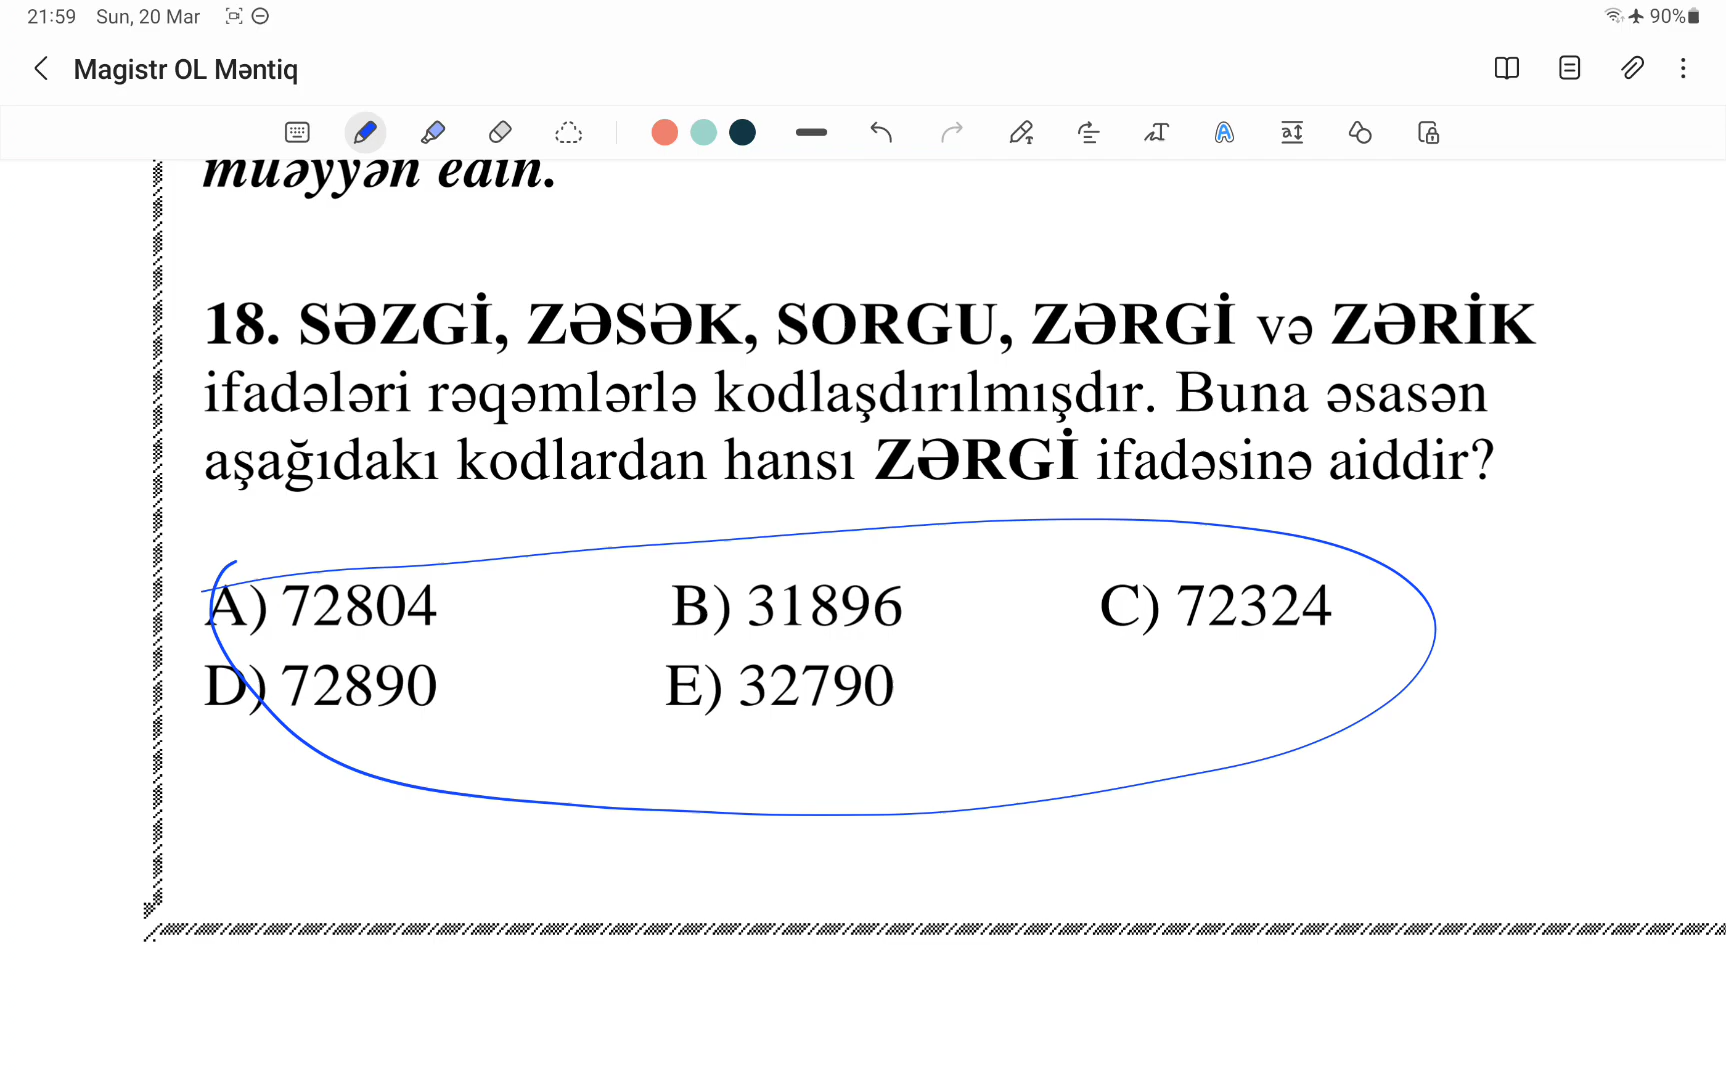 21:59 Sun, 20 Mar 90%
Magistr OL Məntiq
müəyyən edin.
18. SƏZGİ, ZƏSƏK, SORGU, ZƏRGİ və ZƏRİK
ifadələri rəqəmlərlə kodlaşdırılmışdır. Buna əsasən
aşağıdakı kodlardan hansı ZƏRGİ ifadəsinə aiddir?
A) 72804 B) 31896 C) 72324
D) 72890 E) 32790